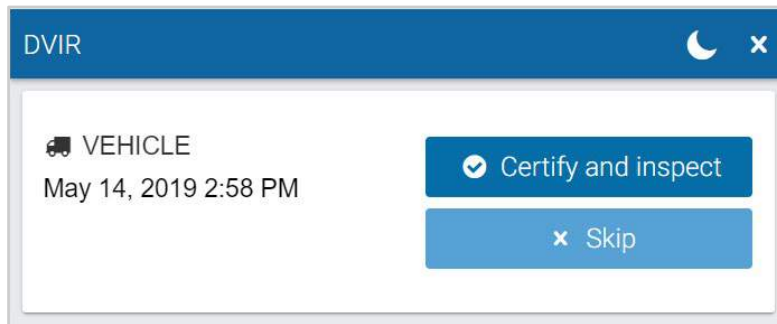 DVIR
VEHICLE
May 14, 2019 2:58 PM
Certify and inspect
Skip